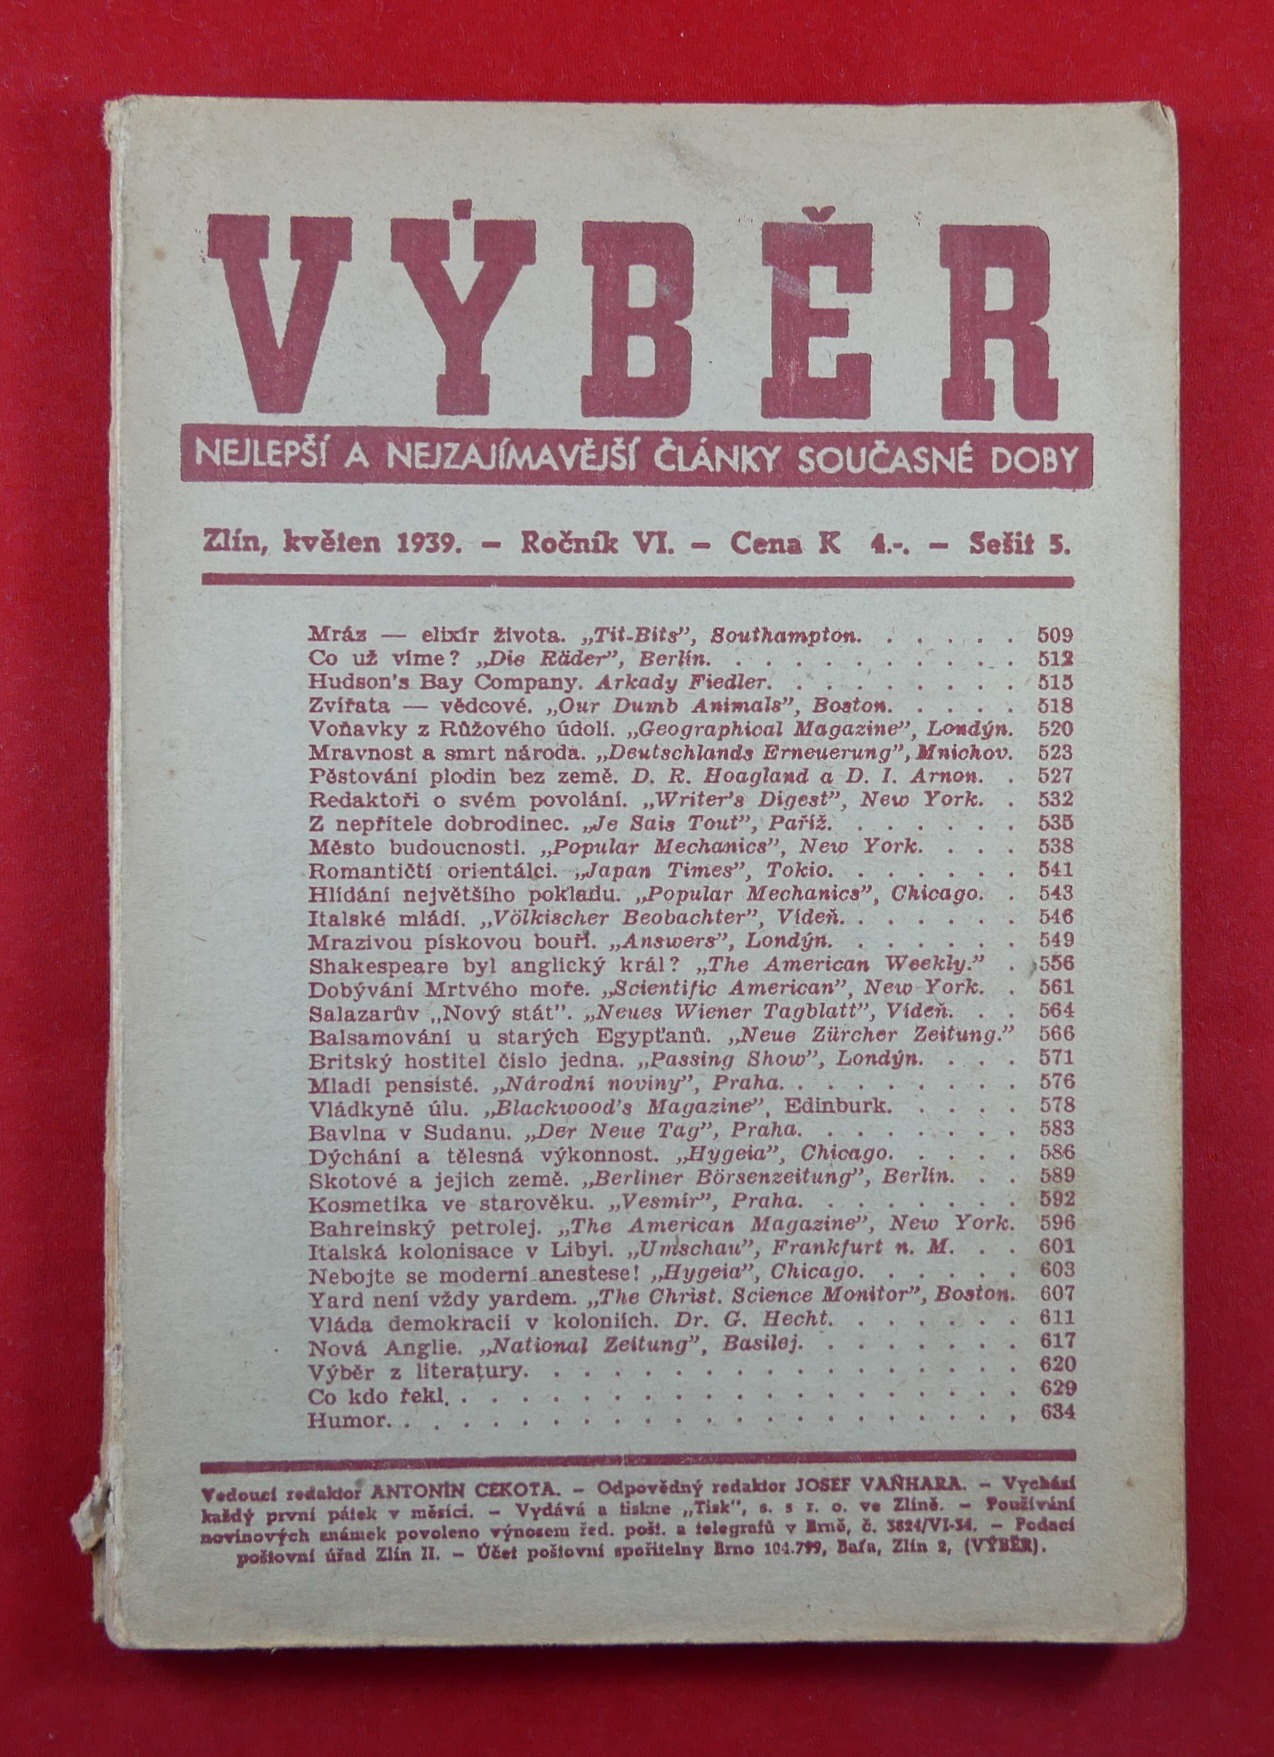 VÝBĚR
NEJLEPŠÍ A NEJZAJÍMAVĚJŠÍ ČLÁNKY SOUČASNÉ DOBY
Zlín, květen 1939. – Ročník VI. – Cena K 4.-. – Sešit 5.
Mráz — elixír života. „Tit-Bits”, Southampton. . . . . . 509
Co už víme? „Die Räder”, Berlín. . . . . . . . . . . . 512
Hudson's Bay Company. Arkady Fiedler. . . . . . . . . 515
Zvířata — vědcové. „Our Dumb Animals”, Boston. . . . . 518
Voňavky z Růžového údolí. „Geographical Magazine”, Londýn. 520
Mravnost a smrt národa. „Deutschlands Erneuerung”, Mnichov. 523
Pěstování plodin bez země. D. R. Hoagland a D. I. Arnon. . 527
Redaktoři o svém povolání. „Writer's Digest”, New York. . 532
Z nepřítele dobrodinec. „Je Sais Tout”, Paříž. . . . . . . 535
Město budoucnosti. „Popular Mechanics”, New York. . . . 538
Romantičtí orientálci. „Japan Times”, Tokio. . . . . . . 541
Hlídání největšího pokladu. „Popular Mechanics”, Chicago. . 543
Italské mládí. „Völkischer Beobachter”, Vídeň. . . . . . . 546
Mrazivou pískovou bouří. „Answers”, Londýn. . . . . . . 549
Shakespeare byl anglický král? „The American Weekly.” . 556
Dobývání Mrtvého moře. „Scientific American”, New York. . 561
Salazarův „Nový stát”. „Neues Wiener Tagblatt”, Vídeň. . . 564
Balsamování u starých Egypťanů. „Neue Zürcher Zeitung.” 566
Britský hostitel číslo jedna. „Passing Show”, Londýn. . . . 571
Mladí pensisté. „Národní noviny”, Praha. . . . . . . . . 576
Vládkyně úlu. „Blackwood's Magazine”, Edinburk. . . . . 578
Bavlna v Sudanu. „Der Neue Tag”, Praha. . . . . . . . 583
Dýchání a tělesná výkonnost. „Hygeia”, Chicago. . . . . 586
Skotové a jejich země. „Berliner Börsenzeitung”, Berlín. . . 589
Kosmetika ve starověku. „Vesmír”, Praha. . . . . . . . 592
Bahreinský petrolej. „The American Magazine”, New York. 596
Italská kolonisace v Libyi. „Umschau”, Frankfurt n. M. . . 601
Nebojte se moderní anestese! „Hygeia”, Chicago. . . . . . 603
Yard není vždy yardem. „The Christ. Science Monitor”, Boston. 607
Vláda demokracií v koloniích. Dr. G. Hecht. . . . . . . 611
Nová Anglie. „National Zeitung”, Basilej. . . . . . . . 617
Výběr z literatury. . . . . . . . . . . . . . . . . 620
Co kdo řekl. . . . . . . . . . . . . . . . . . . 629
Humor. . . . . . . . . . . . . . . . . . . . . 634
Vedoucí redaktor ANTONÍN CEKOTA. – Odpovědný redaktor JOSEF VAŇHARA. – Vychází
každý první pátek v měsíci. – Vydává a tiskne „Tisk”, s. s r. o. ve Zlíně. – Používání
novinových známek povoleno výnosem řed. pošt. a telegrafů v Brně, č. 3824/VI-34. – Podací
poštovní úřad Zlín II. – Účet poštovní spořitelny Brno 104.799, Baťa, Zlín 2, (VÝBĚR).